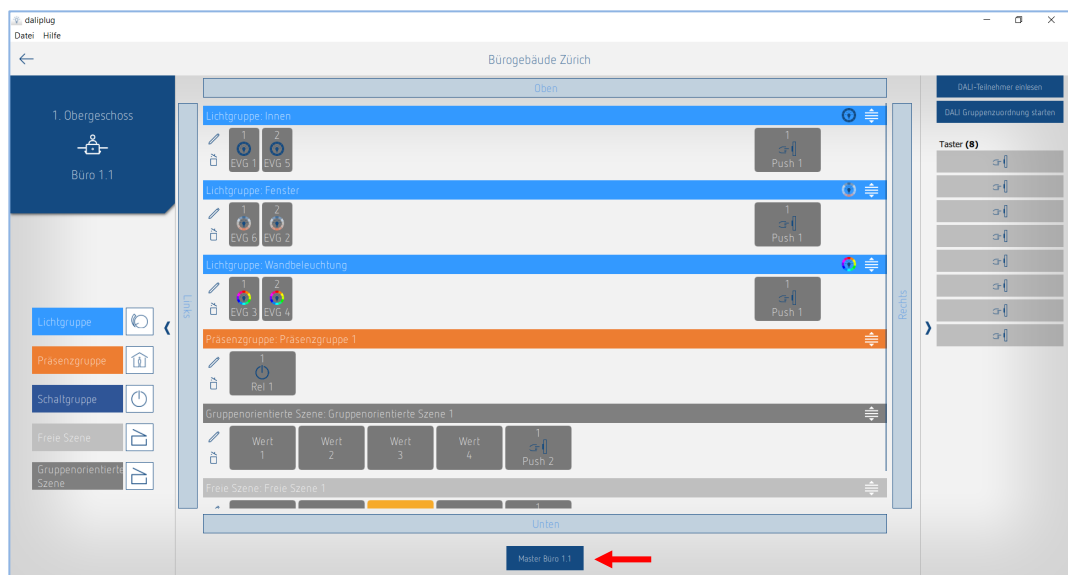 daliplug
Datei Hilfe
Bürogebäude Zürich
1. Obergeschoss
Büro 1.1
Lichtgruppe
Präsenzgruppe
Schaltgruppe
Freie Szene
Gruppenorientierte
Szene
Links
Oben
Lichtgruppe: Innen
1 2 1
EVG 1 EVG 5 Push 1
Lichtgruppe: Fenster
1 2 1
EVG 6 EVG 2 Push 1
Lichtgruppe: Wandbeleuchtung
1 2 1
EVG 3 EVG 4 Push 1
Präsenzgruppe: Präsenzgruppe 1
1
Rel 1
Gruppenorientierte Szene: Gruppenorientierte Szene 1
Wert Wert Wert Wert 1
1 2 3 4 Push 2
Freie Szene: Freie Szene 1
1
Unten
Master Büro 1.1
Rechts
DALI-Teilnehmer einlesen
DALI Gruppenzuordnung starten
Taster (8)